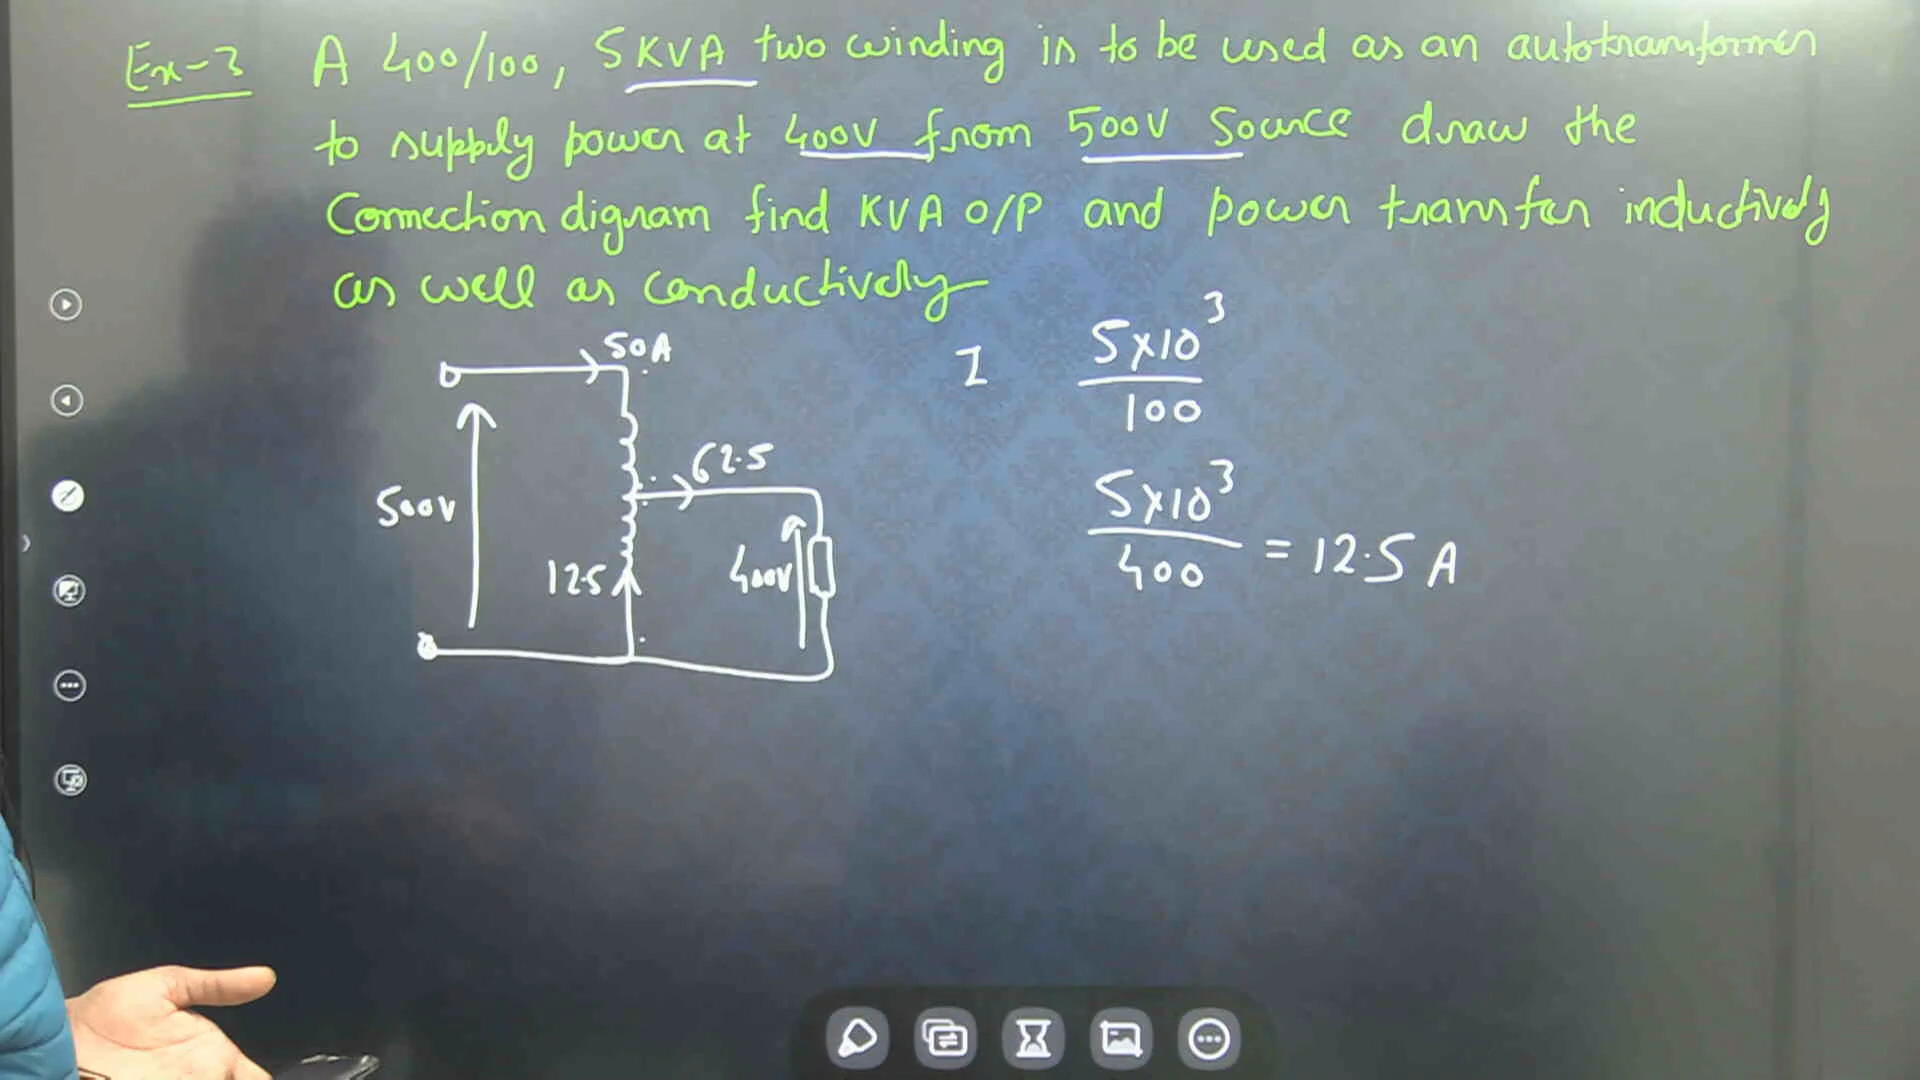 Ex-3 A 400/100, 5KVA two winding is to be used as an autotransformer
to supply power at 400V from 500V Source draw the
Connection digram find KVA O/P and power transfer inductively
as well as conductively
50A
I 5×10³
100
62.5
500V
5×10³
400 = 12.5 A
12.5
400V